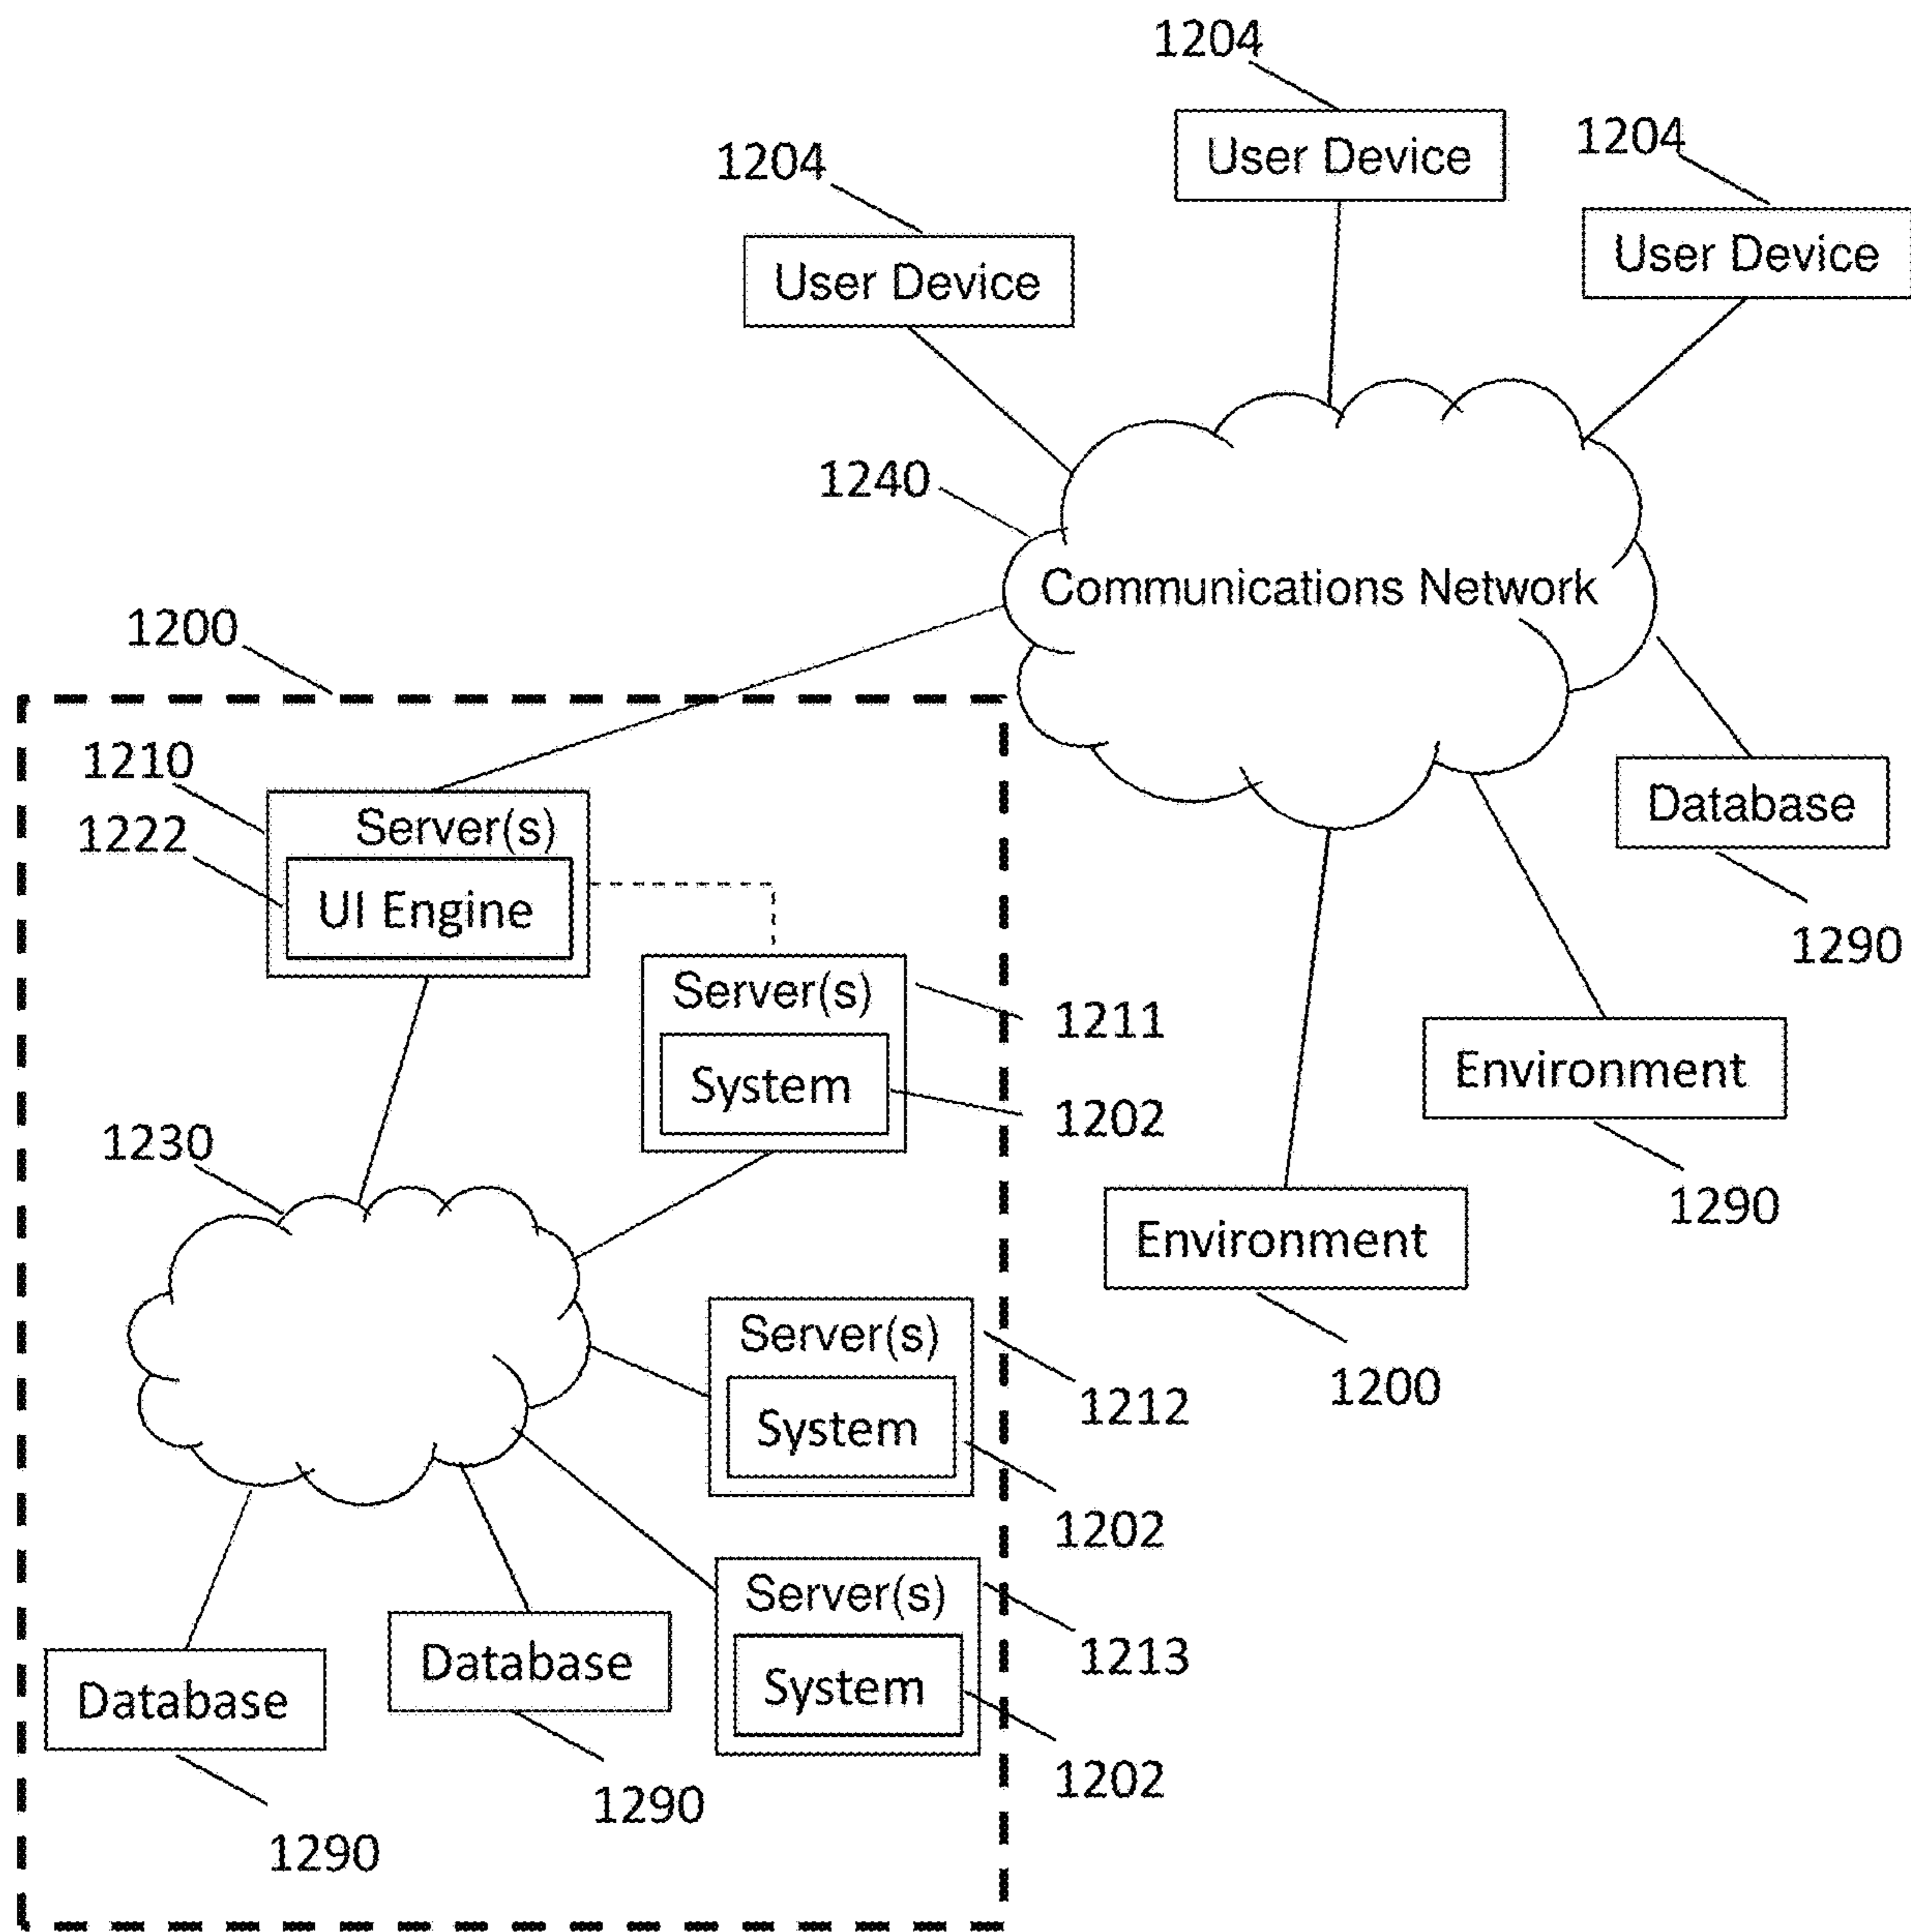 1204
User Device
1204
User Device
1204
User Device
1240
Communications Network
1200
1210
Server(s)
1222
UI Engine
Database
1290
Server(s)
1211
System
1202
Environment
1290
1230
Environment
1200
Server(s)
1212
System
1202
Server(s)
1213
System
1202
Database
1290
Database
1290